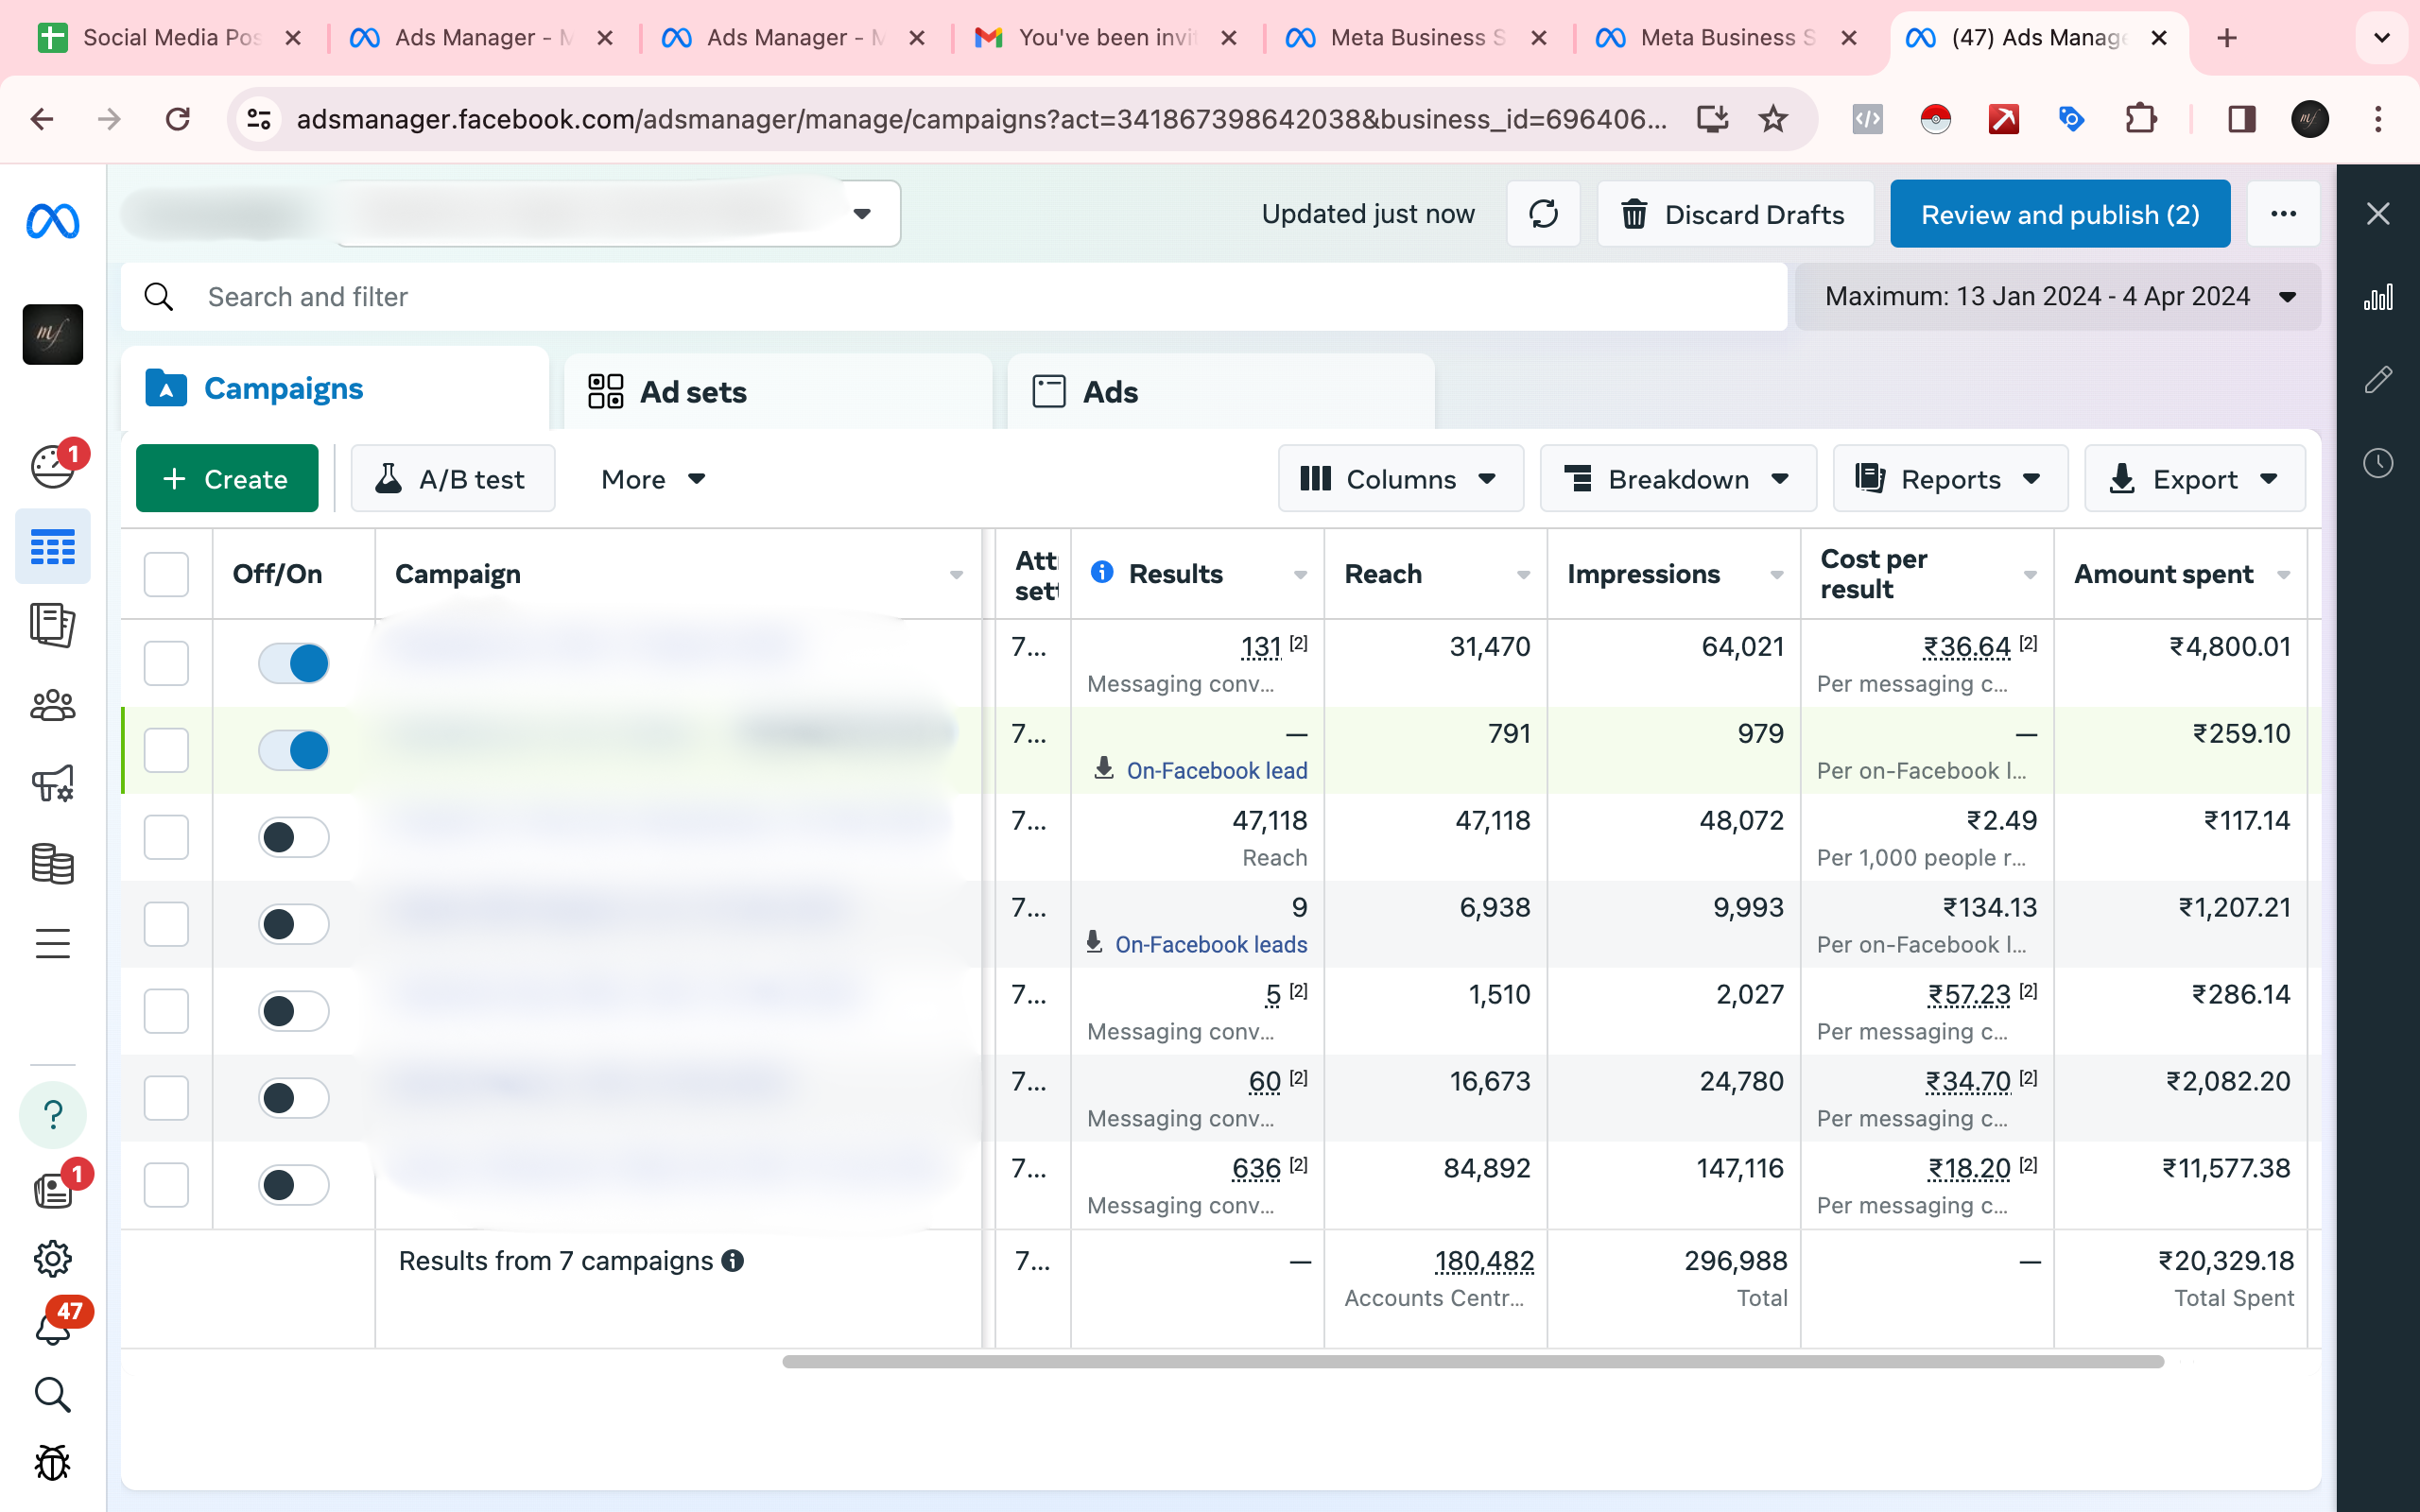 Social Media Pos
Ads Manager - M
Ads Manager - M
You've been invi
Meta Business S
Meta Business S
(47) Ads Manage
adsmanager.facebook.com/adsmanager/manage/campaigns?act=341867398642038&business_id=696406...
Updated just now
Discard Drafts
Review and publish (2)
Search and filter
Maximum: 13 Jan 2024 - 4 Apr 2024
mf
Campaigns
Ad sets
Ads
1
+ Create
A/B test
More
Columns
Breakdown
Reports
Export
Off/On
Campaign
Att
sett
Results
Reach
Impressions
Cost per
result
Amount spent
7... 131 [2] 31,470 64,021 ₹36.64 [2] ₹4,800.01
Messaging conv... Per messaging c...
7... — 791 979 — ₹259.10
On-Facebook lead Per on-Facebook l...
7... 47,118 47,118 48,072 ₹2.49 ₹117.14
Reach Per 1,000 people r...
7... 9 6,938 9,993 ₹134.13 ₹1,207.21
On-Facebook leads Per on-Facebook l...
7... 5 [2] 1,510 2,027 ₹57.23 [2] ₹286.14
Messaging conv... Per messaging c...
7... 60 [2] 16,673 24,780 ₹34.70 [2] ₹2,082.20
Messaging conv... Per messaging c...
7... 636 [2] 84,892 147,116 ₹18.20 [2] ₹11,577.38
Messaging conv... Per messaging c...
Results from 7 campaigns 7... — 180,482 296,988 — ₹20,329.18
Accounts Centr... Total Total Spent
?
1
47